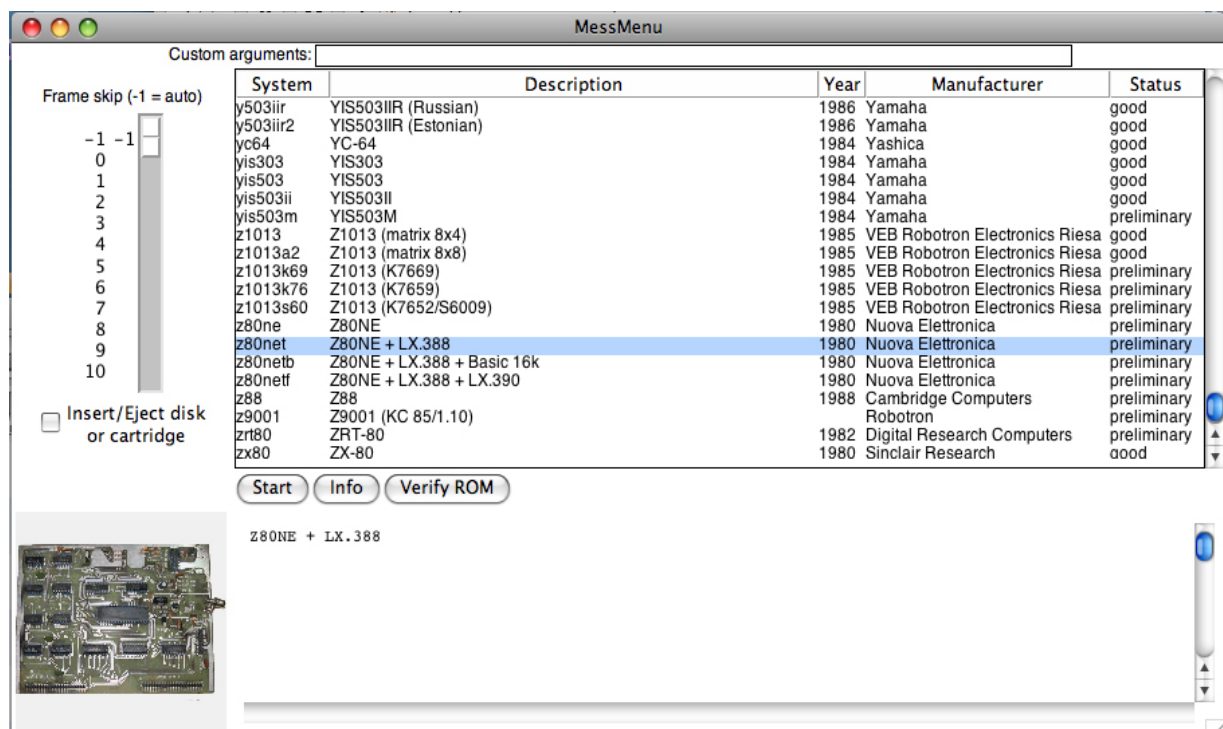 MessMenu
Custom arguments:
Frame skip (-1 = auto)
-1 -1
0
1
2
3
4
5
6
7
8
9
10
Insert/Eject disk
or cartridge
System Description Year Manufacturer Status
y503iir YIS503IIR (Russian) 1986 Yamaha good
y503iir2 YIS503IIR (Estonian) 1986 Yamaha good
yc64 YC-64 1984 Yashica good
yis303 YIS303 1984 Yamaha good
yis503 YIS503 1984 Yamaha good
yis503ii YIS503II 1984 Yamaha good
yis503m YIS503M 1984 Yamaha preliminary
z1013 Z1013 (matrix 8x4) 1985 VEB Robotron Electronics Riesa good
z1013a2 Z1013 (matrix 8x8) 1985 VEB Robotron Electronics Riesa good
z1013k69 Z1013 (K7669) 1985 VEB Robotron Electronics Riesa preliminary
z1013k76 Z1013 (K7659) 1985 VEB Robotron Electronics Riesa preliminary
z1013s60 Z1013 (K7652/S6009) 1985 VEB Robotron Electronics Riesa preliminary
z80ne Z80NE 1980 Nuova Elettronica preliminary
z80net Z80NE + LX.388 1980 Nuova Elettronica preliminary
z80netb Z80NE + LX.388 + Basic 16k 1980 Nuova Elettronica preliminary
z80netf Z80NE + LX.388 + LX.390 1980 Nuova Elettronica preliminary
z88 Z88 1988 Cambridge Computers preliminary
z9001 Z9001 (KC 85/1.10) Robotron preliminary
zrt80 ZRT-80 1982 Digital Research Computers preliminary
zx80 ZX-80 1980 Sinclair Research good
Start Info Verify ROM
Z80NE + LX.388